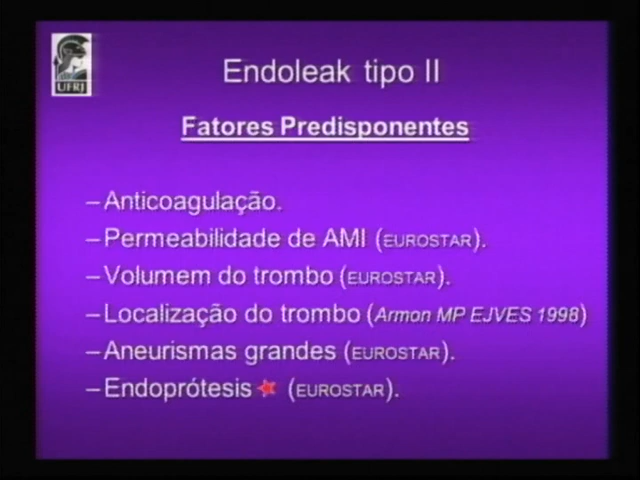 UFRJ
Endoleak tipo II
Fatores Predisponentes
– Anticoagulação.
– Permeabilidade de AMI (EUROSTAR).
– Volumem do trombo (EUROSTAR).
– Localização do trombo (Armon MP EJVES 1998)
– Aneurismas grandes (EUROSTAR).
– Endoprótesis (EUROSTAR).